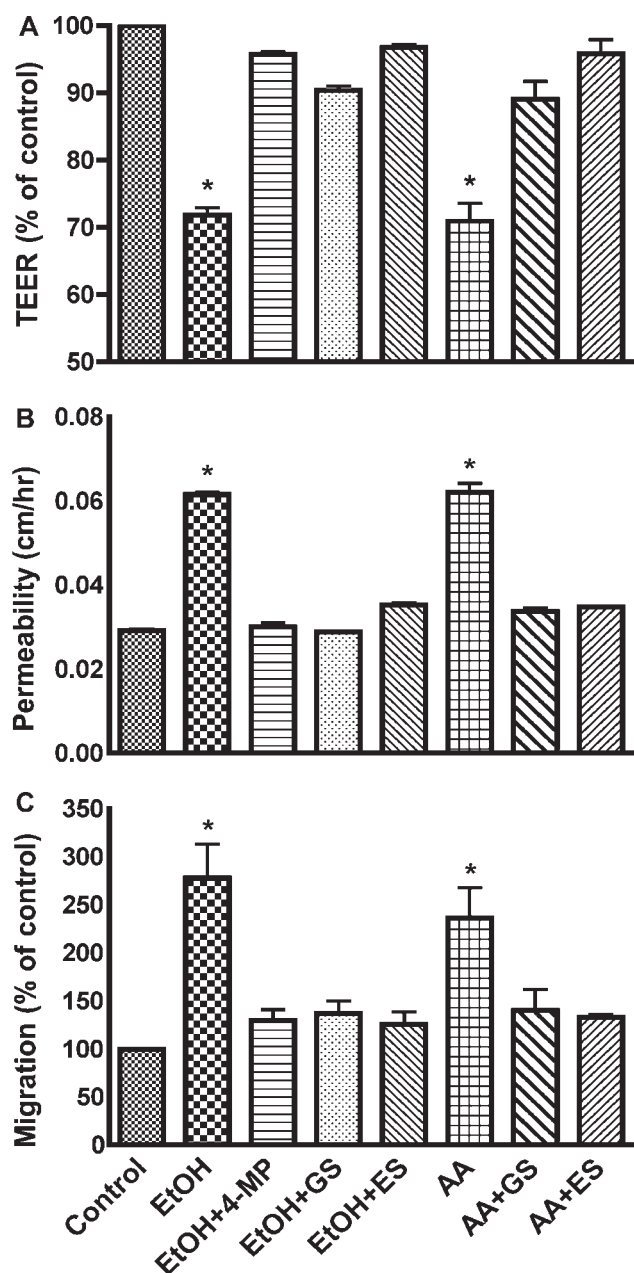 A
TEER (% of control)
100
90
80
70
60
50
*
*
B
Permeability (cm/hr)
0.08
0.06
0.04
0.02
0.00
*
*
C
Migration (% of control)
350
300
250
200
150
100
50
0
*
*
Control
EtOH
EtOH+4-MP
EtOH+GS
EtOH+ES
AA
AA+GS
AA+ES